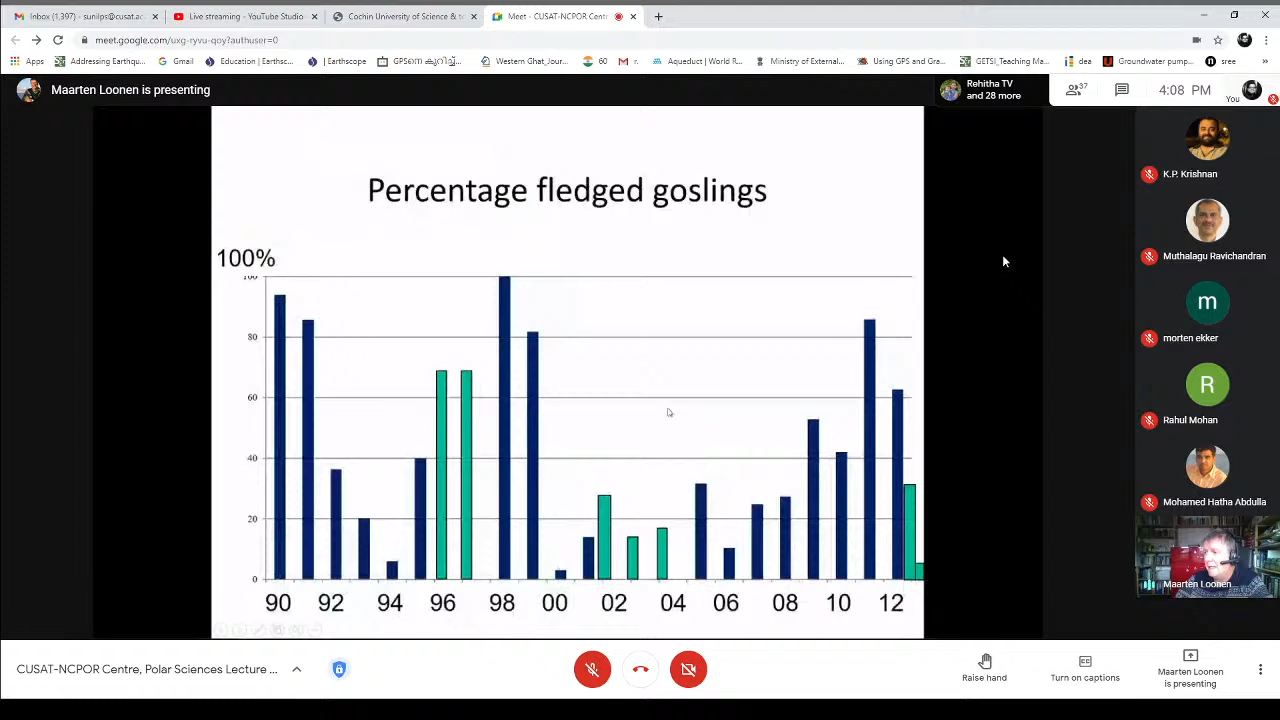 Inbox (1,397) - sunilps@cusat.ac
Live streaming - YouTube Studio
Cochin University of Science & te
Meet - CUSAT-NCPOR Centr
meet.google.com/uxg-ryvu-qoy?authuser=0
Apps
Addressing Earthqu...
Gmail
Education | Earthsc...
| Earthscope
60
r.
Aqueduct | World R...
Ministry of External...
Using GPS and Gra...
GETSI_Teaching Ma...
dea
Groundwater pump...
sree
»
Maarten Loonen is presenting
Rehitha TV
and 28 more
37
4:08 PM
You
Percentage fledged goslings
100%
100
80
60
40
20
0
90 92 94 96 98 00 02 04 06 08 10 12
K.P. Krishnan
Muthalagu Ravichandran
m
morten ekker
R
Rahul Mohan
Mohamed Hatha Abdulla
Maarten Loonen
CUSAT-NCPOR Centre, Polar Sciences Lecture ...
Raise hand
Turn on captions
Maarten Loonen
is presenting